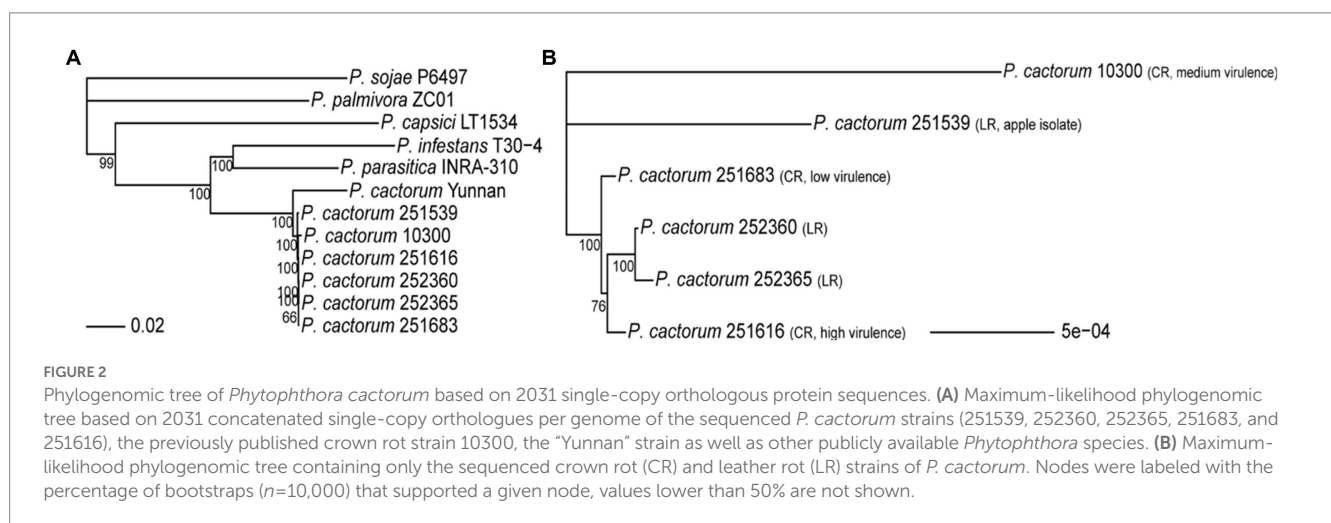 A
P. sojae P6497
P. palmivora ZC01
P. capsici LT1534
P. infestans T30-4
P. parasitica INRA-310
P. cactorum Yunnan
P. cactorum 251539
P. cactorum 10300
P. cactorum 251616
P. cactorum 252360
P. cactorum 252365
P. cactorum 251683
99
100
100
100
100
100
100
100
66
0.02
B
P. cactorum 10300 (CR, medium virulence)
P. cactorum 251539 (LR, apple isolate)
P. cactorum 251683 (CR, low virulence)
P. cactorum 252360 (LR)
P. cactorum 252365 (LR)
P. cactorum 251616 (CR, high virulence)
100
100
76
5e-04
FIGURE 2
Phylogenomic tree of Phytophthora cactorum based on 2031 single-copy orthologous protein sequences. (A) Maximum-likelihood phylogenomic
tree based on 2031 concatenated single-copy orthologues per genome of the sequenced P. cactorum strains (251539, 252360, 252365, 251683, and
251616), the previously published crown rot strain 10300, the “Yunnan” strain as well as other publicly available Phytophthora species. (B) Maximum-
likelihood phylogenomic tree containing only the sequenced crown rot (CR) and leather rot (LR) strains of P. cactorum. Nodes were labeled with the
percentage of bootstraps (n=10,000) that supported a given node, values lower than 50% are not shown.